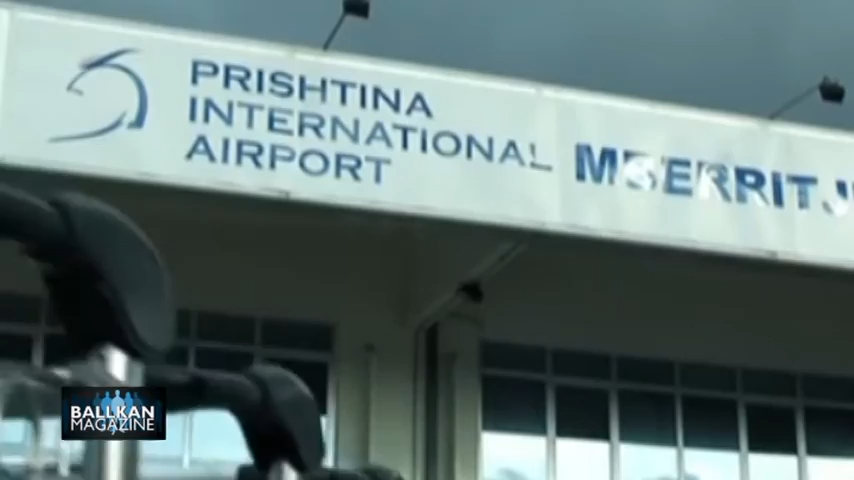 PRISHTINA
INTERNATIONAL
AIRPORT
BALLKAN
MAGAZINE